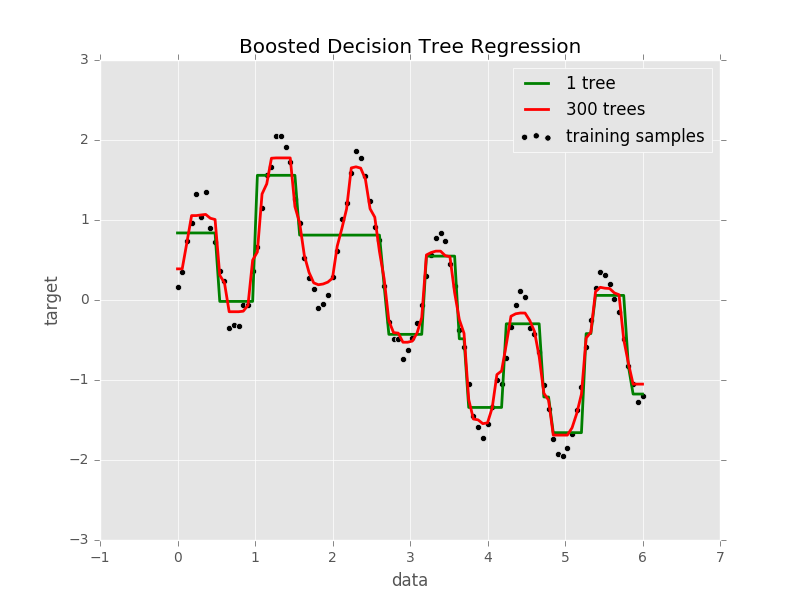 Boosted Decision Tree Regression
1 tree
300 trees
training samples
3
2
1
0
−1
−2
−3
target
−1 0 1 2 3 4 5 6 7
data